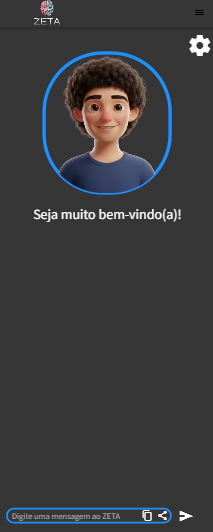 ZETA
Seja muito bem-vindo(a)!
Digite uma mensagem ao ZETA